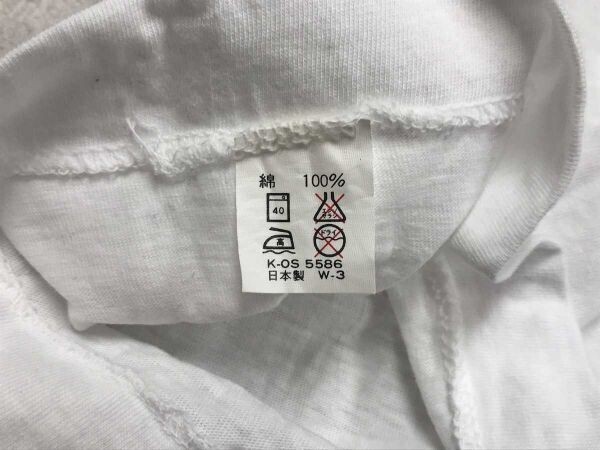 綿 100%
40 エンソサラシ
高 ドライ
K-OS 5586
日本製 W-3